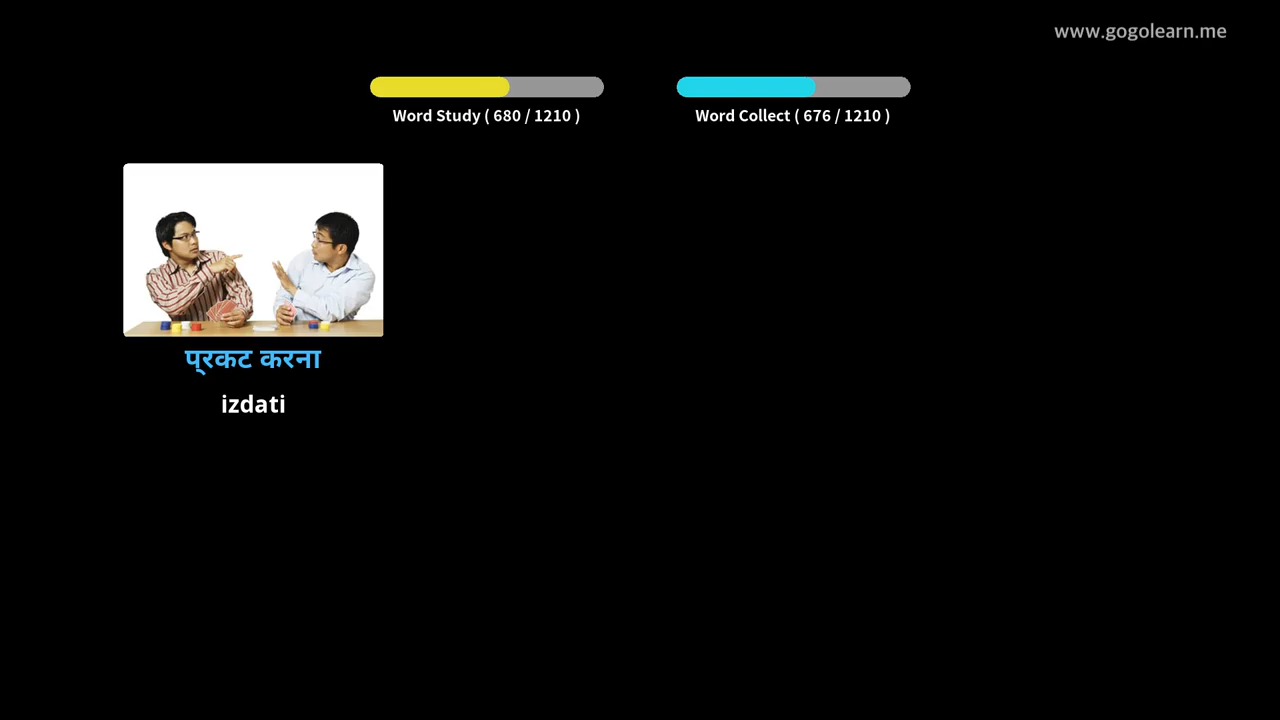 www.gogolearn.me
Word Study ( 680 / 1210 )
Word Collect ( 676 / 1210 )
प्रकट करना
izdati